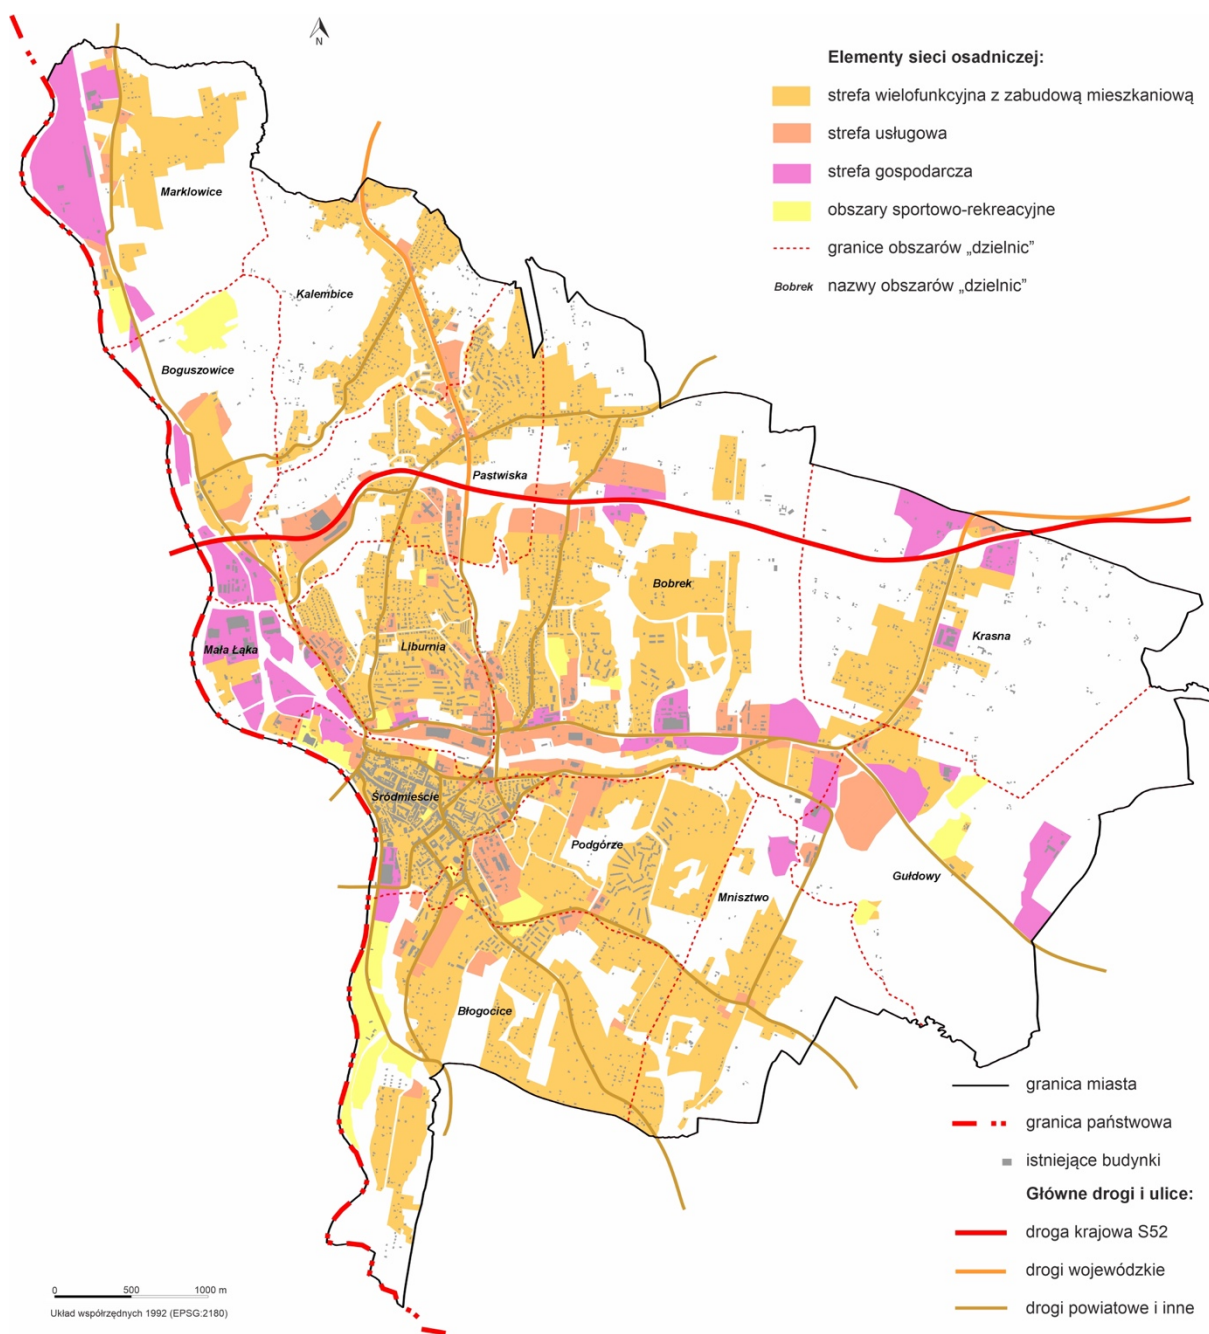 N
Elementy sieci osadniczej:
strefa wielofunkcyjna z zabudową mieszkaniową
strefa usługowa
strefa gospodarcza
obszary sportowo-rekreacyjne
granice obszarów „dzielnic”
Bobrek nazwy obszarów „dzielnic”
Marklowice
Kalembice
Boguszowice
Pastwiska
Bobrek
Krasna
Mała Łąka
Liburnia
Śródmieście
Podgórze
Mnisztwo
Gułdowy
Błogocice
granica miasta
granica państwowa
istniejące budynki
Główne drogi i ulice:
droga krajowa S52
drogi wojewódzkie
drogi powiatowe i inne
0 500 1000 m
Układ współrzędnych 1992 (EPSG:2180)